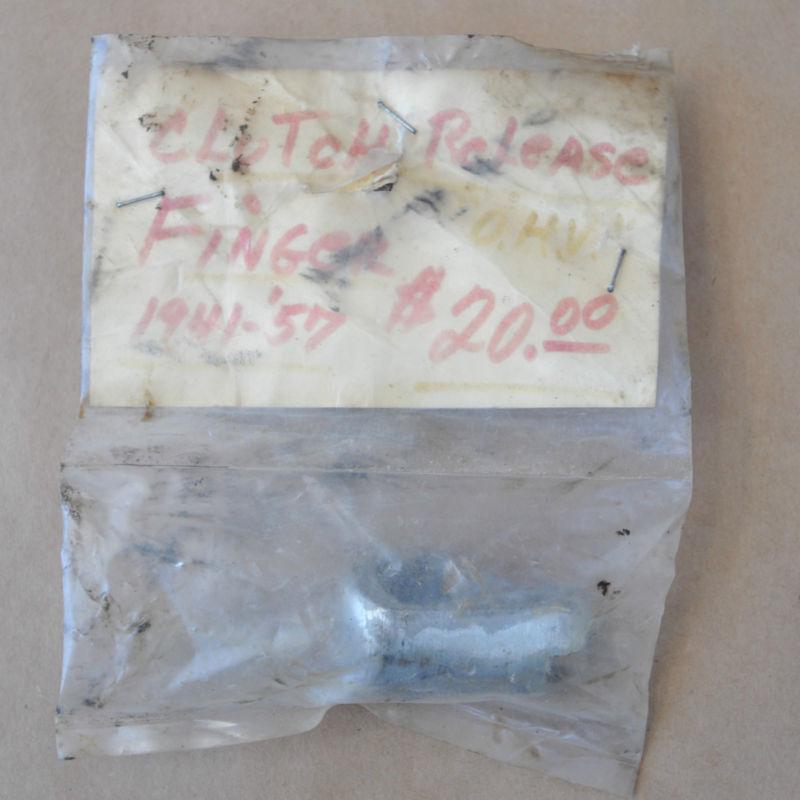 CLUTCH ReLeASe
FiNGeR O.H.V.
1941-'57 $20.00